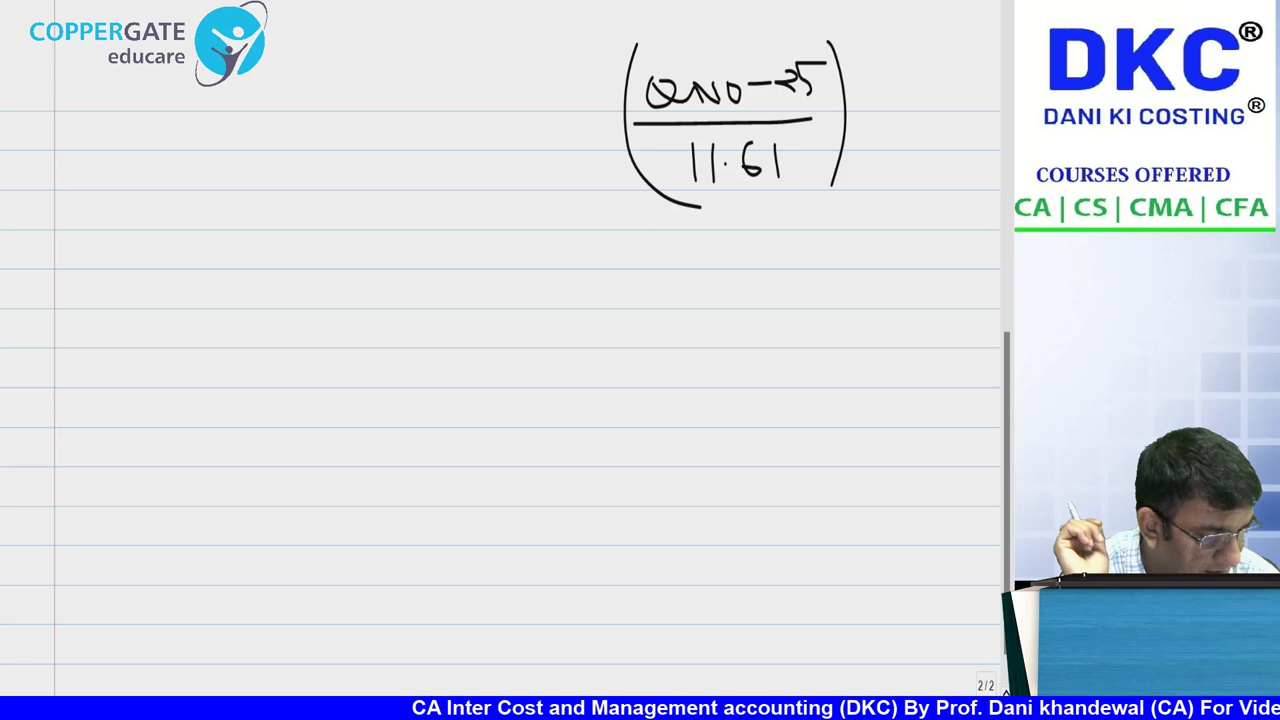 COPPERGATE
educare
QNO-25
11.61
DKC®
DANI KI COSTING®
COURSES OFFERED
CA | CS | CMA | CFA
2/2
CA Inter Cost and Management accounting (DKC) By Prof. Dani khandewal (CA) For Vide